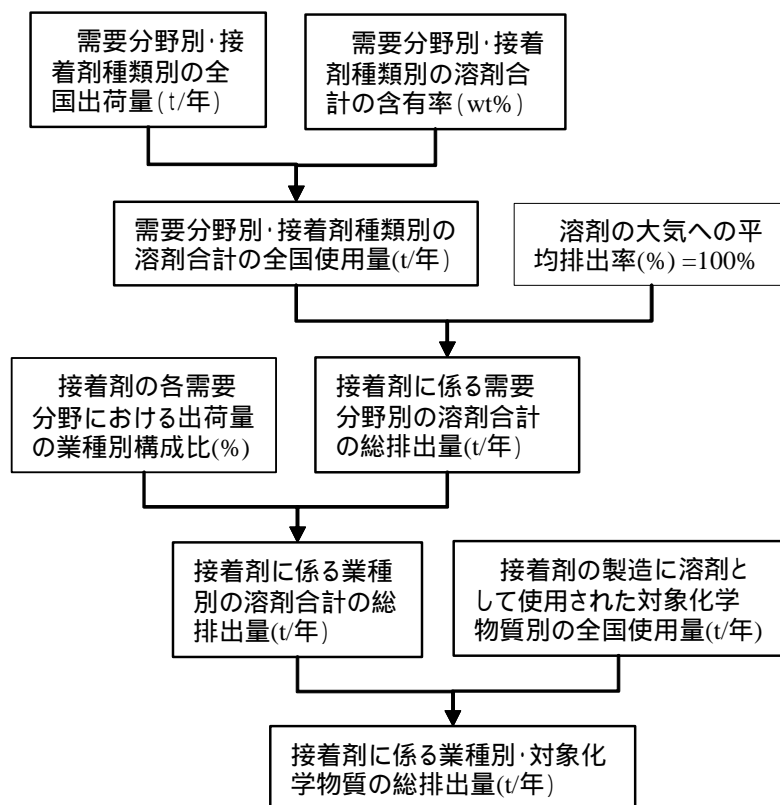 需要分野別・接
着剤種類別の全
国出荷量(t/年)
需要分野別・接着
剤種類別の溶剤合
計の含有率(wt%)
需要分野別・接着剤種類別の
溶剤合計の全国使用量(t/年)
溶剤の大気への平
均排出率(%) =100%
接着剤の各需要
分野における出荷量
の業種別構成比(%)
接着剤に係る需要
分野別の溶剤合計
の総排出量(t/年)
接着剤に係る業種
別の溶剤合計の総
排出量(t/年)
接着剤の製造に溶剤と
して使用された対象化学
物質別の全国使用量(t/年)
接着剤に係る業種別・対象化
学物質の総排出量(t/年)